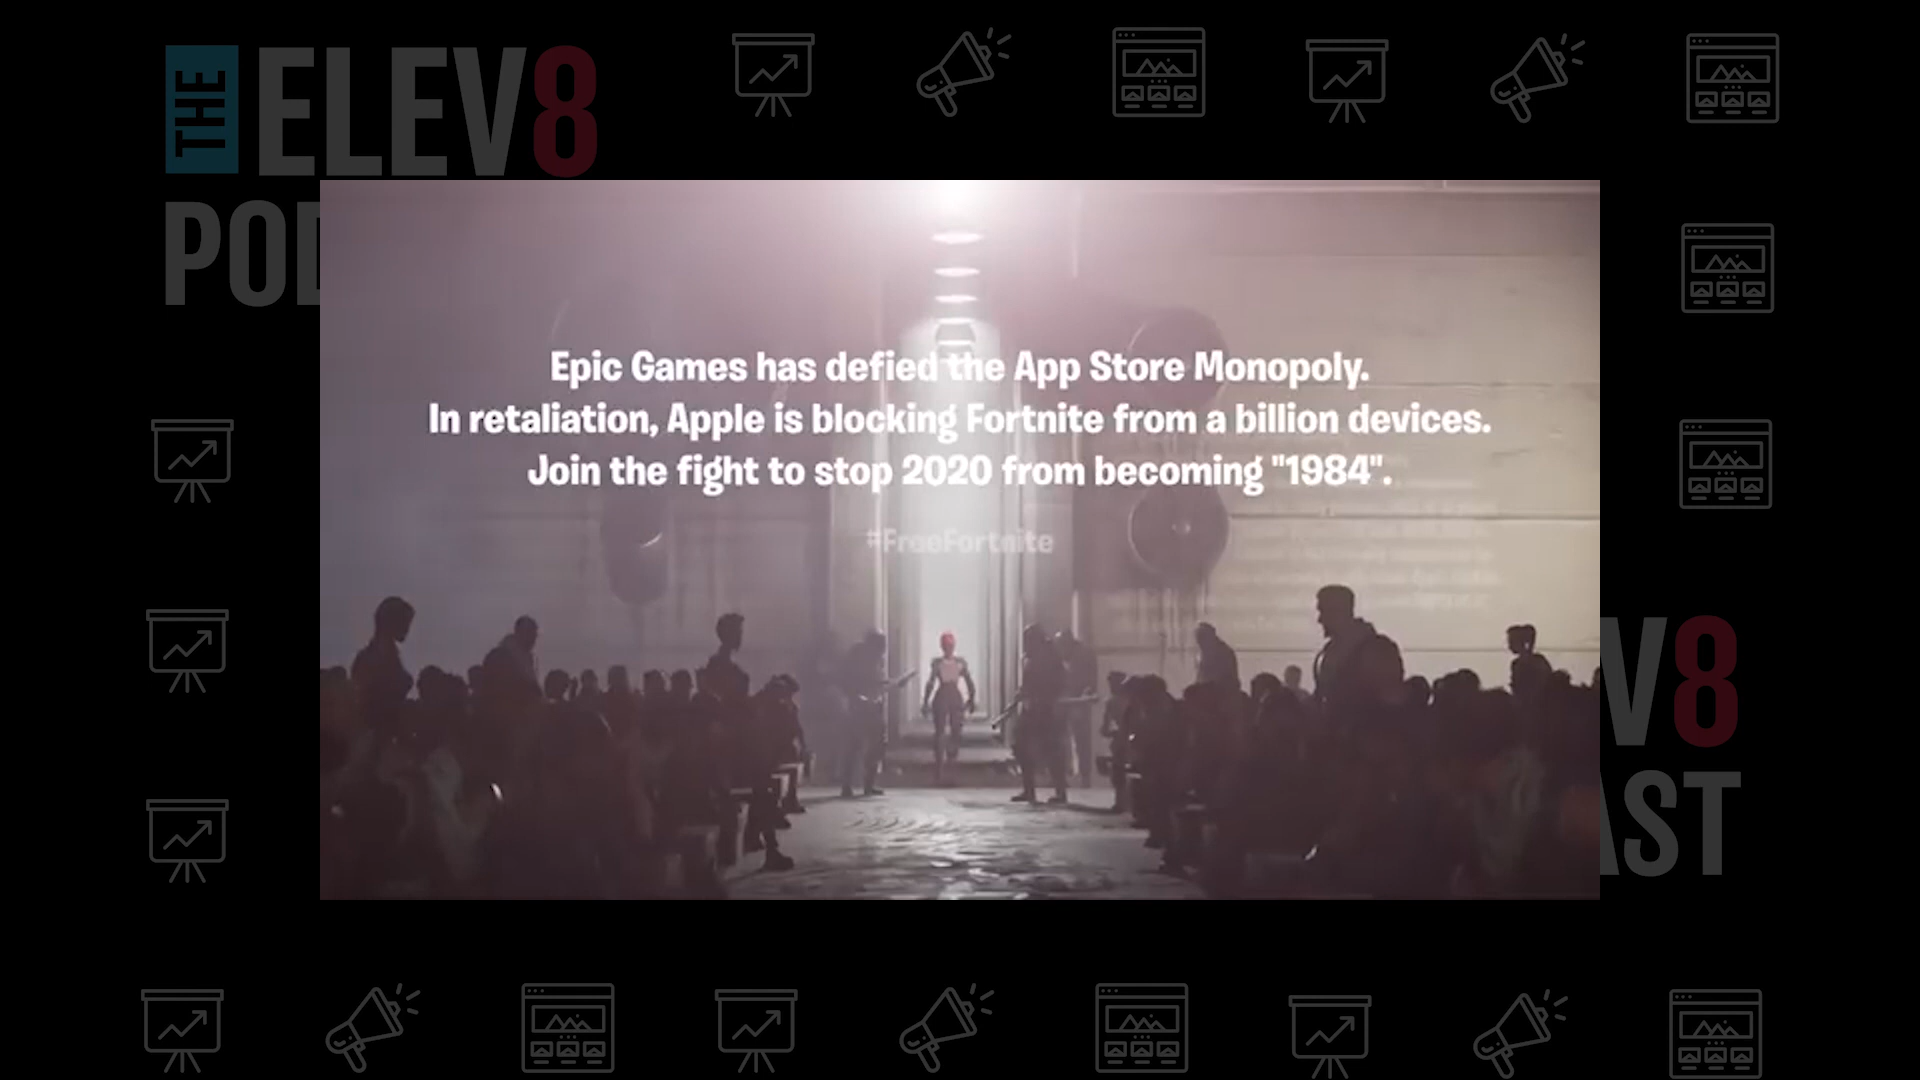 THE ELEV8
POD
Epic Games has defied the App Store Monopoly.
In retaliation, Apple is blocking Fortnite from a billion devices.
Join the fight to stop 2020 from becoming "1984".
#FreeFortnite
V8
AST